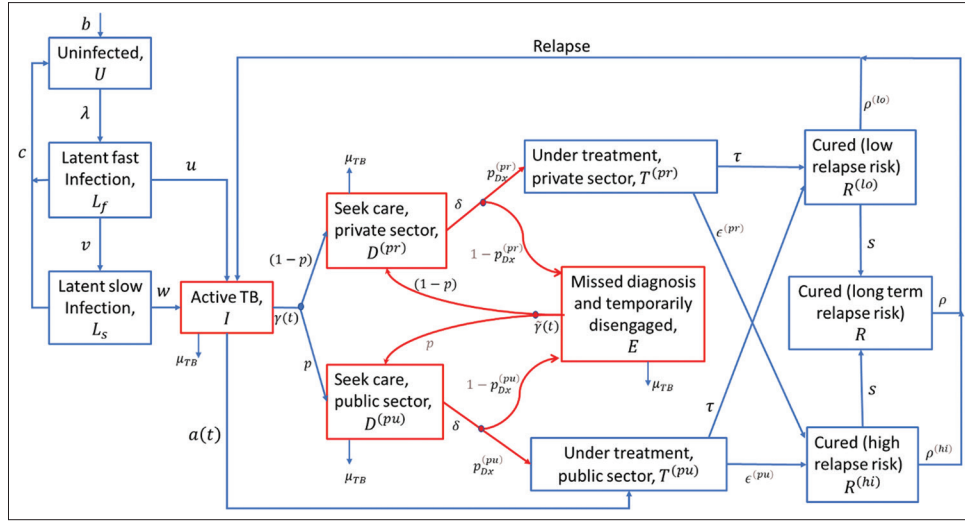 b
Uninfected,
U
λ
c
Latent fast
Infection,
L_f
u
v
Latent slow
Infection,
L_s
w
Active TB,
I
μ_TB
a(t)
γ(t)
(1 − p)
p
μ_TB
Seek care,
private sector,
D^(pr)
δ
p_Dx^(pr)
1 − p_Dx^(pr)
(1 − p)
p
γ̃(t)
Seek care,
public sector,
D^(pu)
μ_TB
δ
p_Dx^(pu)
1 − p_Dx^(pu)
Missed diagnosis
and temporarily
disengaged,
E
μ_TB
Under treatment,
private sector, T^(pr)
τ
ϵ^(pr)
Under treatment,
public sector, T^(pu)
τ
ϵ^(pu)
Relapse
ρ^(lo)
Cured (low
relapse risk)
R^(lo)
s
Cured (long term
relapse risk)
R
ρ
s
Cured (high
relapse risk)
R^(hi)
ρ^(hi)